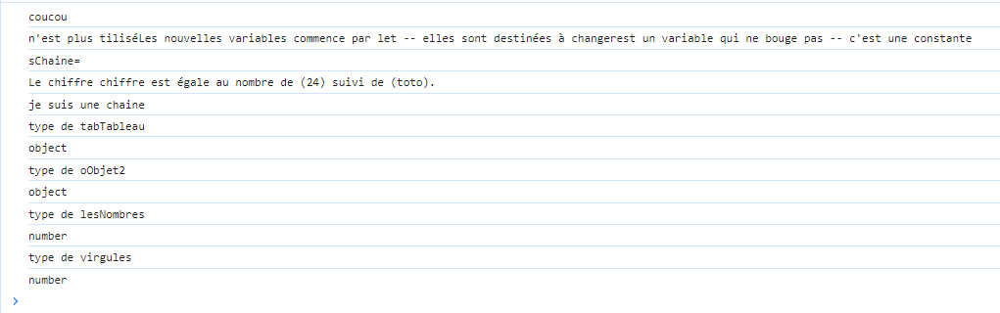 coucou
n'est plus tiliséLes nouvelles variables commence par let -- elles sont destinées à changerest un variable qui ne bouge pas -- c'est une constante
sChaine=
Le chiffre chiffre est égale au nombre de (24) suivi de (toto).
je suis une chaine
type de tabTableau
object
type de oObjet2
object
type de lesNombres
number
type de virgules
number